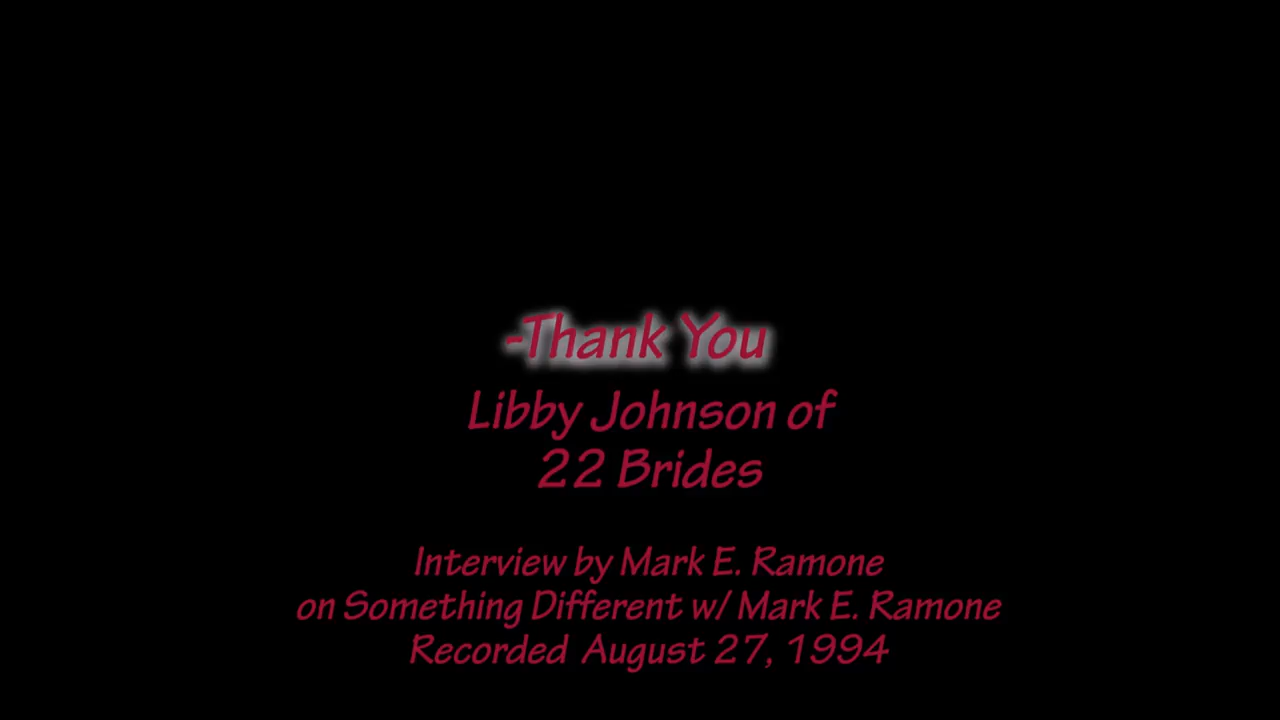 -Thank You
Libby Johnson of
22 Brides
Interview by Mark E. Ramone
on Something Different w/ Mark E. Ramone
Recorded August 27, 1994